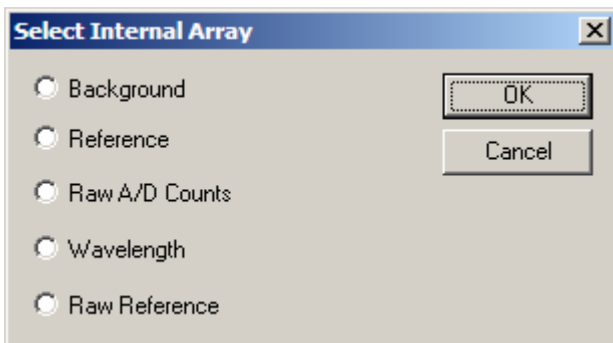 Select Internal Array
Background
OK
Reference
Cancel
Raw A/D Counts
Wavelength
Raw Reference